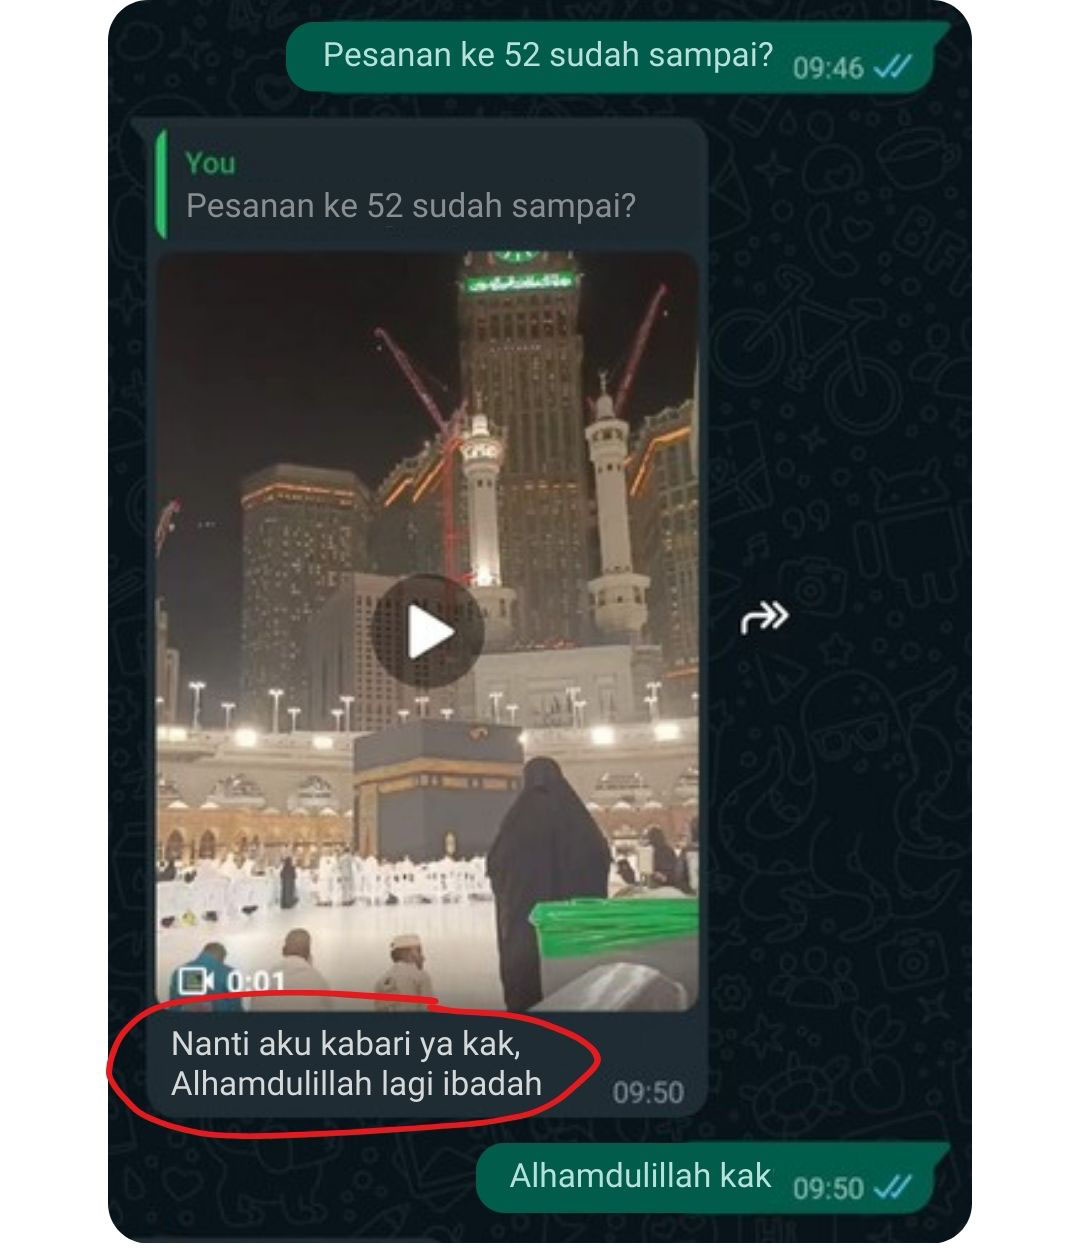 Pesanan ke 52 sudah sampai?
09:46
You
Pesanan ke 52 sudah sampai?
0:01
Nanti aku kabari ya kak,
Alhamdulillah lagi ibadah
09:50
Alhamdulillah kak
09:50